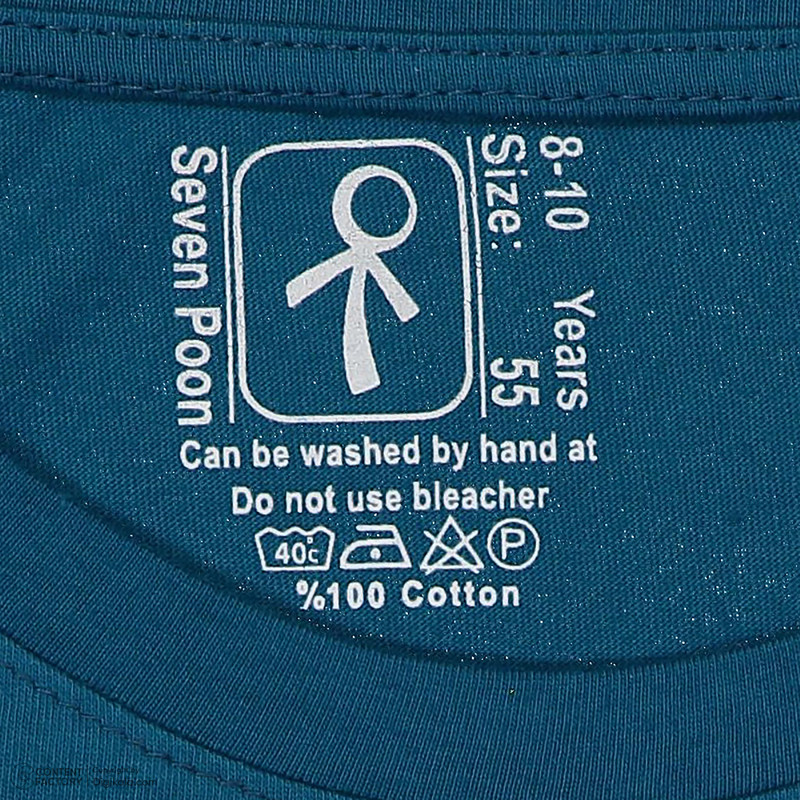 Seven Poon
Size: 55
8-10 Years
Can be washed by hand at
Do not use bleacher
40°c
P
%100 Cotton